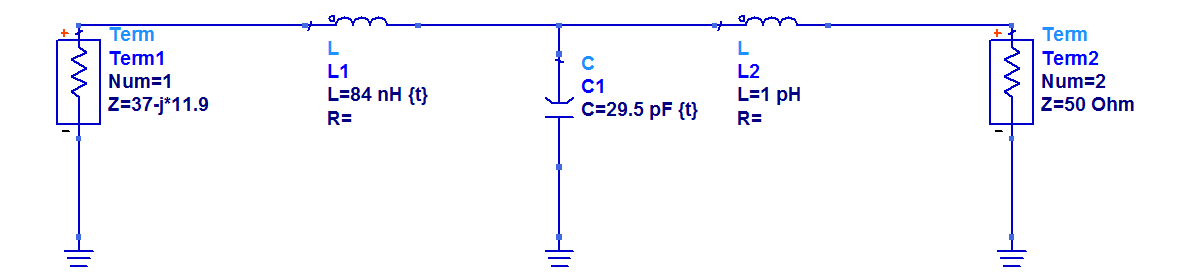 Term
Term1
Num=1
Z=37-j*11.9
L
L1
L=84 nH {t}
R=
C
C1
C=29.5 pF {t}
L
L2
L=1 pH
R=
Term
Term2
Num=2
Z=50 Ohm